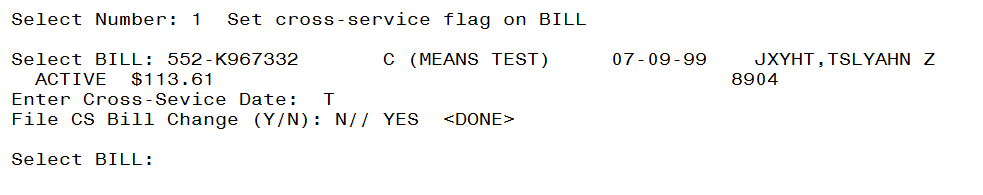 Select Number: 1  Set cross-service flag on BILL
Select BILL: 552-K967332       C (MEANS TEST)     07-09-99    JXYHT,TSLYAHN Z
  ACTIVE  $113.61                                                  8904
Enter Cross-Sevice Date:  T
File CS Bill Change (Y/N): N// YES  <DONE>
Select BILL: